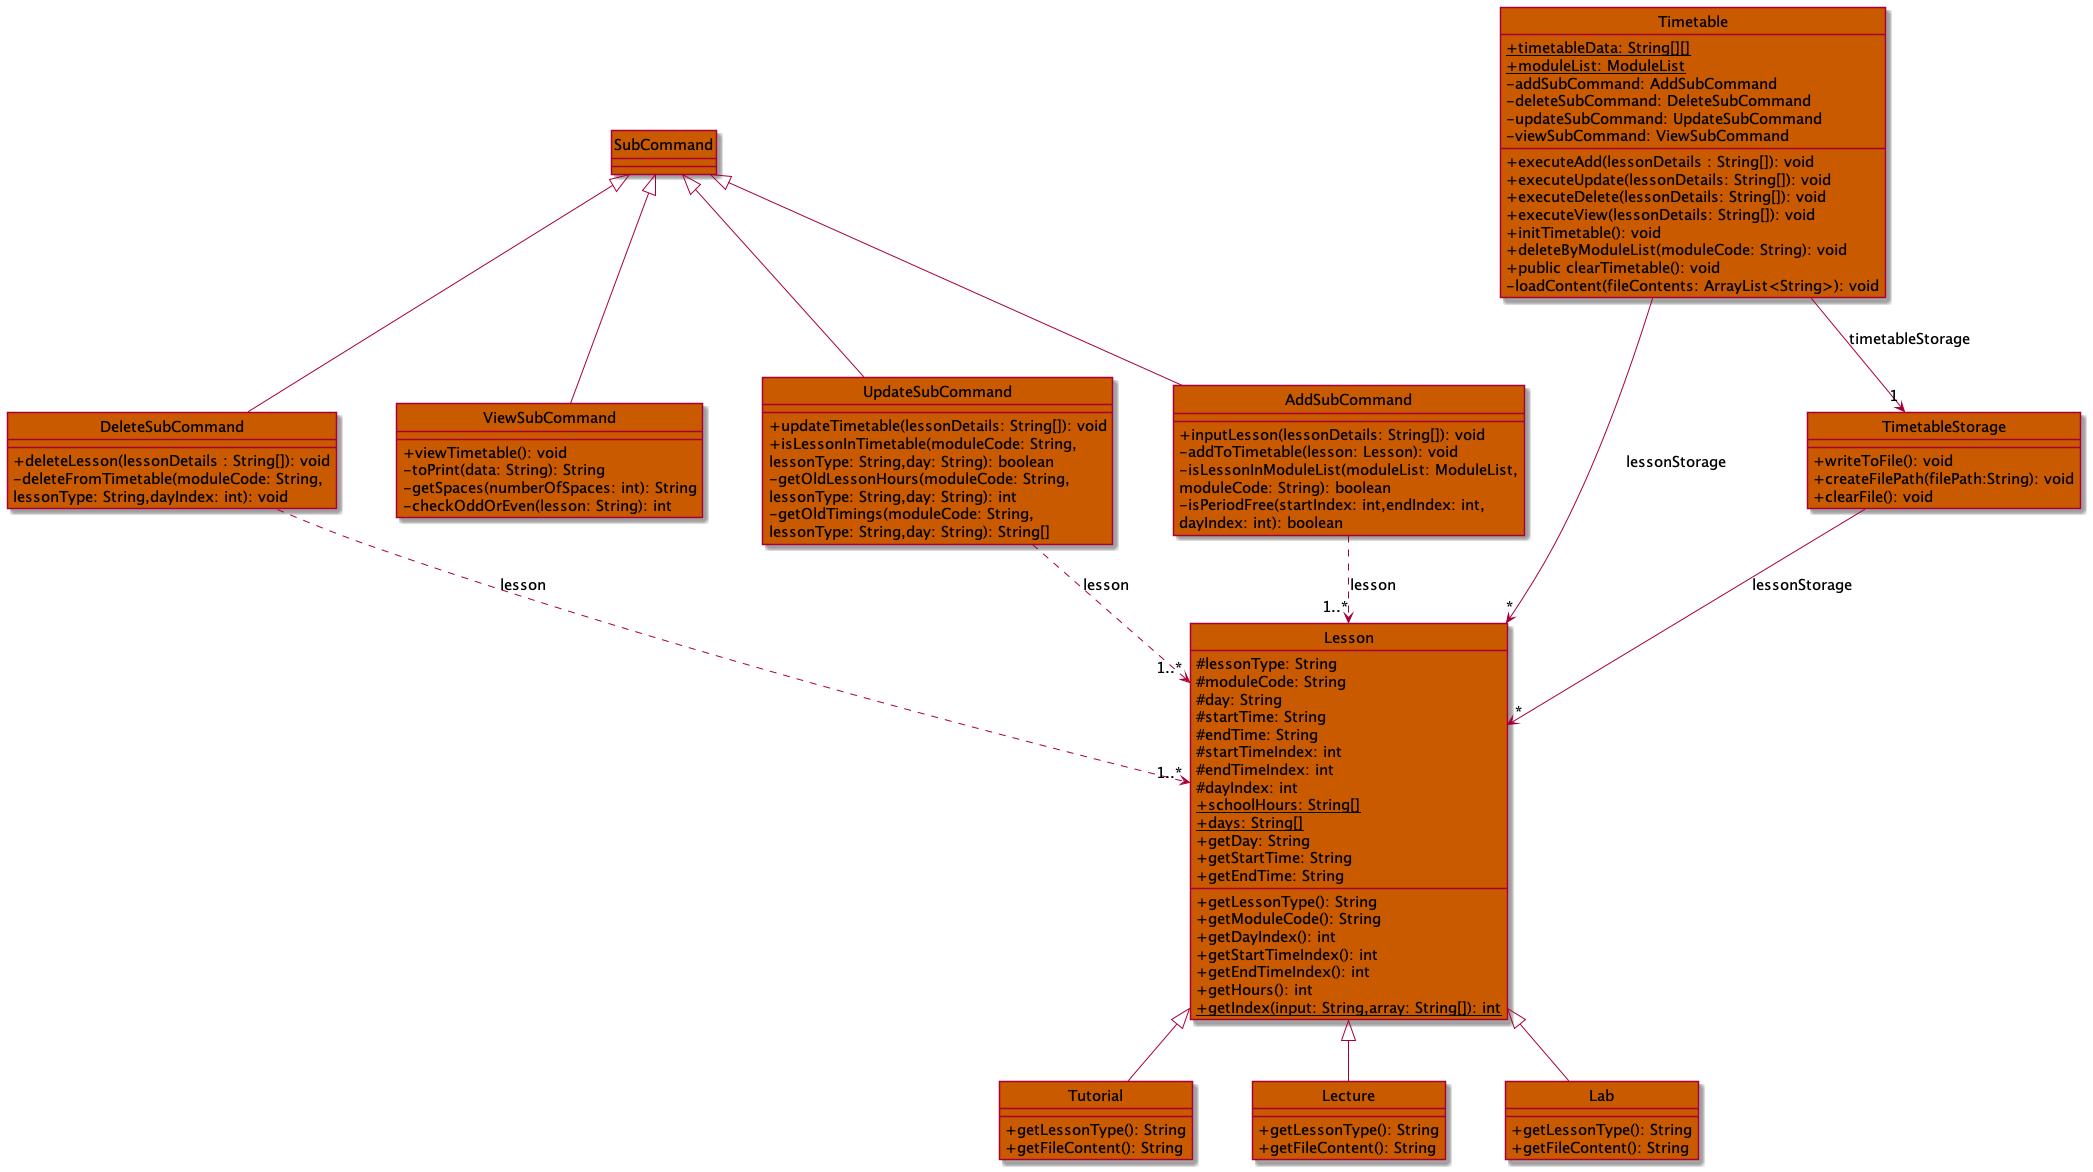 Timetable
+timetableData: String[][]
+moduleList: ModuleList
-addSubCommand: AddSubCommand
-deleteSubCommand: DeleteSubCommand
-updateSubCommand: UpdateSubCommand
-viewSubCommand: ViewSubCommand
+executeAdd(lessonDetails : String[]): void
+executeUpdate(lessonDetails: String[]): void
+executeDelete(lessonDetails: String[]): void
+executeView(lessonDetails: String[]): void
+initTimetable(): void
+deleteByModuleList(moduleCode: String): void
+public clearTimetable(): void
-loadContent(fileContents: ArrayList<String>): void
SubCommand
timetableStorage
1
DeleteSubCommand
+deleteLesson(lessonDetails : String[]): void
-deleteFromTimetable(moduleCode: String,
lessonType: String,dayIndex: int): void
ViewSubCommand
+viewTimetable(): void
-toPrint(data: String): String
-getSpaces(numberOfSpaces: int): String
-checkOddOrEven(lesson: String): int
UpdateSubCommand
+updateTimetable(lessonDetails: String[]): void
+isLessonInTimetable(moduleCode: String,
lessonType: String,day: String): boolean
-getOldLessonHours(moduleCode: String,
lessonType: String,day: String): int
-getOldTimings(moduleCode: String,
lessonType: String,day: String): String[]
AddSubCommand
+inputLesson(lessonDetails: String[]): void
-addToTimetable(lesson: Lesson): void
-isLessonInModuleList(moduleList: ModuleList,
moduleCode: String): boolean
-isPeriodFree(startIndex: int,endIndex: int,
dayIndex: int): boolean
lessonStorage
TimetableStorage
+writeToFile(): void
+createFilePath(filePath:String): void
+clearFile(): void
lesson
lesson
lesson
lessonStorage
1..*
*
1..*
*
1..*
Lesson
#lessonType: String
#moduleCode: String
#day: String
#startTime: String
#endTime: String
#startTimeIndex: int
#endTimeIndex: int
#dayIndex: int
+schoolHours: String[]
+days: String[]
+getDay: String
+getStartTime: String
+getEndTime: String
+getLessonType(): String
+getModuleCode(): String
+getDayIndex(): int
+getStartTimeIndex(): int
+getEndTimeIndex(): int
+getHours(): int
+getIndex(input: String,array: String[]): int
Tutorial
+getLessonType(): String
+getFileContent(): String
Lecture
+getLessonType(): String
+getFileContent(): String
Lab
+getLessonType(): String
+getFileContent(): String